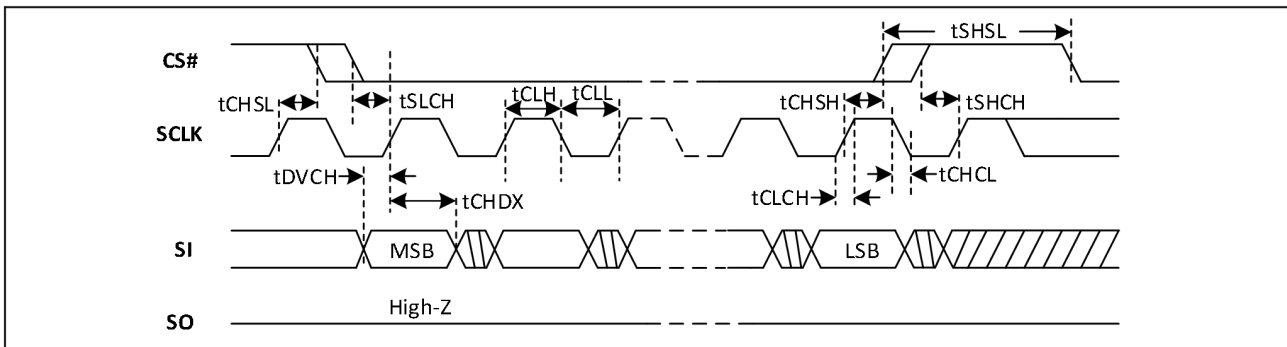 tSHSL
CS#
tCHSL
tSLCH
tCLH
tCLL
tCHSH
tSHCH
SCLK
tDVCH
tCHDX
tCLCH
tCHCL
SI
MSB
LSB
High-Z
SO